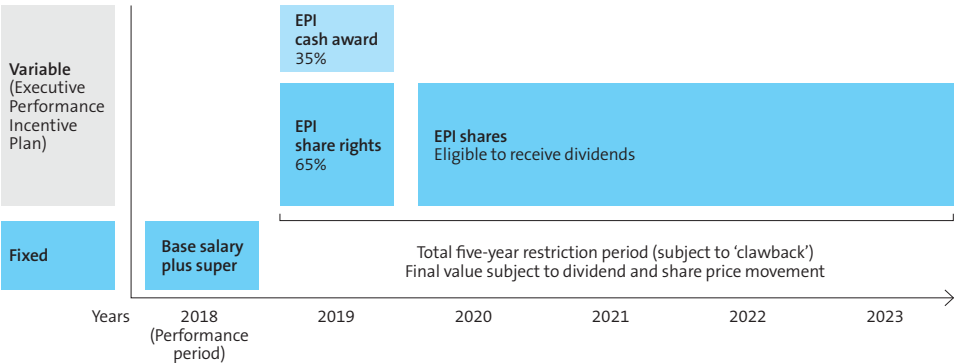 Variable
(Executive
Performance
Incentive
Plan)
EPI
cash award
35%
EPI
share rights
65%
EPI shares
Eligible to receive dividends
Fixed
Base salary
plus super
Total five-year restriction period (subject to ‘clawback’)
Final value subject to dividend and share price movement
Years
2018
(Performance
period)
2019
2020
2021
2022
2023